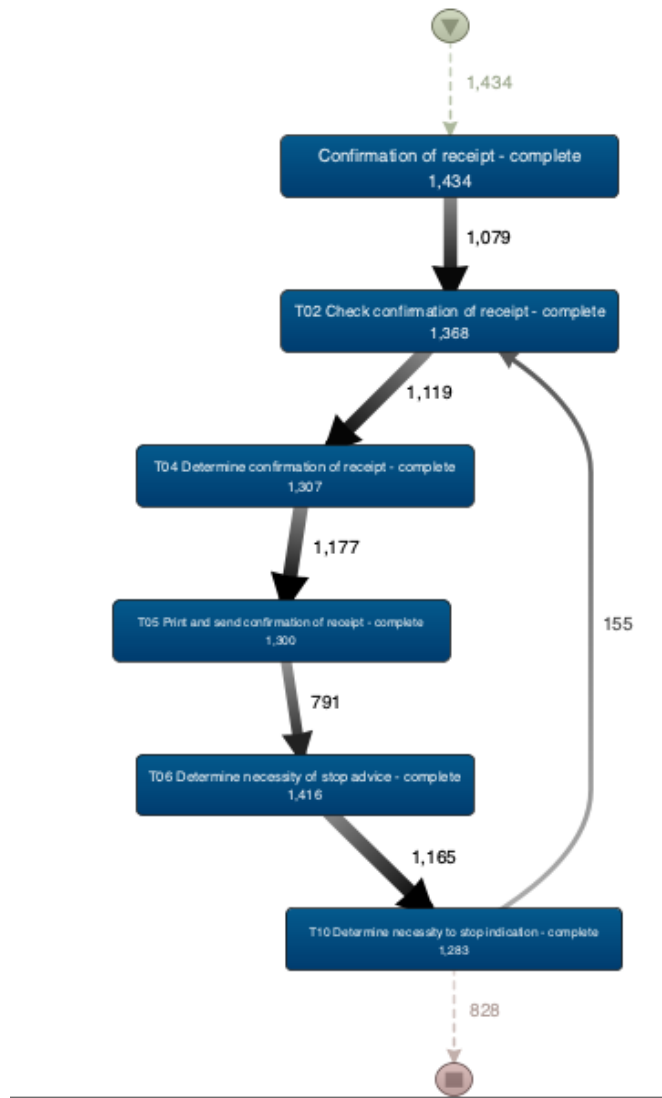 1,434
Confirmation of receipt - complete
1,434
1,079
T02 Check confirmation of receipt - complete
1,368
1,119
T04 Determine confirmation of receipt - complete
1,307
1,177
T05 Print and send confirmation of receipt - complete
1,300
155
791
T06 Determine necessity of stop advice - complete
1,416
1,165
T10 Determine necessity to stop indication - complete
1,283
828